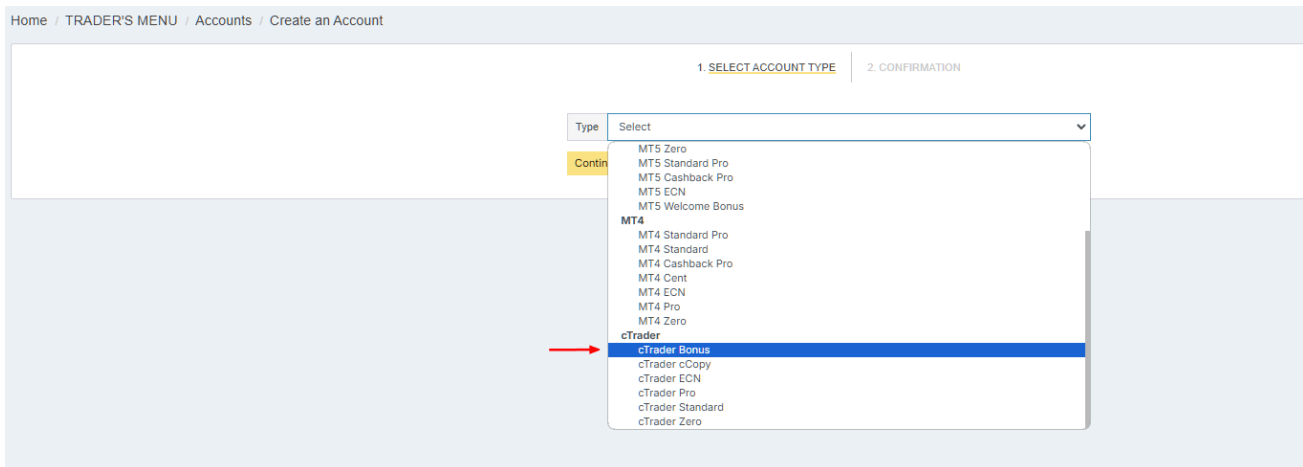 Home / TRADER'S MENU / Accounts / Create an Account
1. SELECT ACCOUNT TYPE 2. CONFIRMATION
Type Select
MT5 Zero
Contin MT5 Standard Pro
MT5 Cashback Pro
MT5 ECN
MT5 Welcome Bonus
MT4
MT4 Standard Pro
MT4 Standard
MT4 Cashback Pro
MT4 Cent
MT4 ECN
MT4 Pro
MT4 Zero
cTrader
cTrader Bonus
cTrader cCopy
cTrader ECN
cTrader Pro
cTrader Standard
cTrader Zero